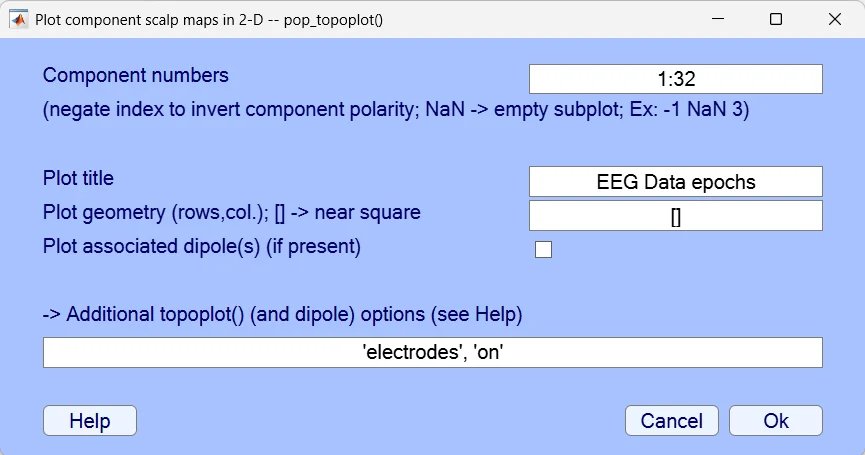 Plot component scalp maps in 2-D -- pop_topoplot()
Component numbers 1:32
(negate index to invert component polarity; NaN -> empty subplot; Ex: -1 NaN 3)
Plot title EEG Data epochs
Plot geometry (rows,col.); [] -> near square []
Plot associated dipole(s) (if present)
-> Additional topoplot() (and dipole) options (see Help)
'electrodes', 'on'
Help Cancel Ok